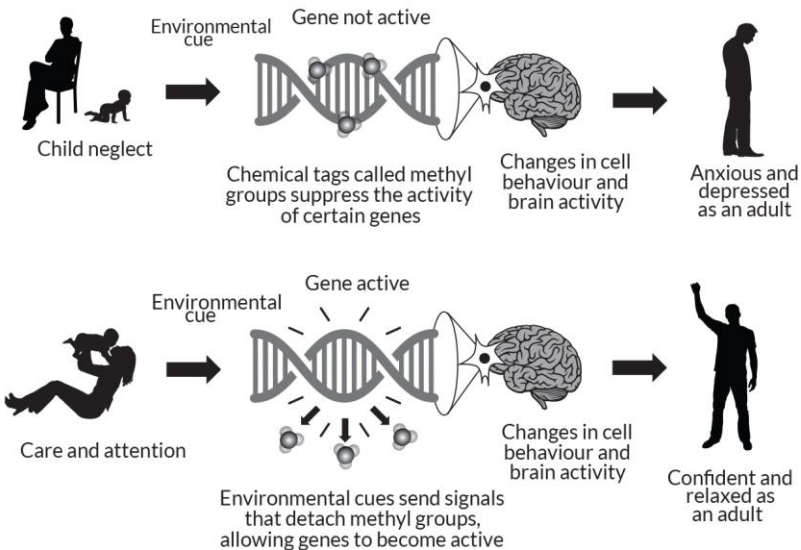 Environmental
cue
Gene not active
Child neglect
Chemical tags called methyl
groups suppress the activity
of certain genes
Changes in cell
behaviour and
brain activity
Anxious and
depressed
as an adult
Environmental
cue
Gene active
Care and attention
Environmental cues send signals
that detach methyl groups,
allowing genes to become active
Changes in cell
behaviour and
brain activity
Confident and
relaxed as
an adult